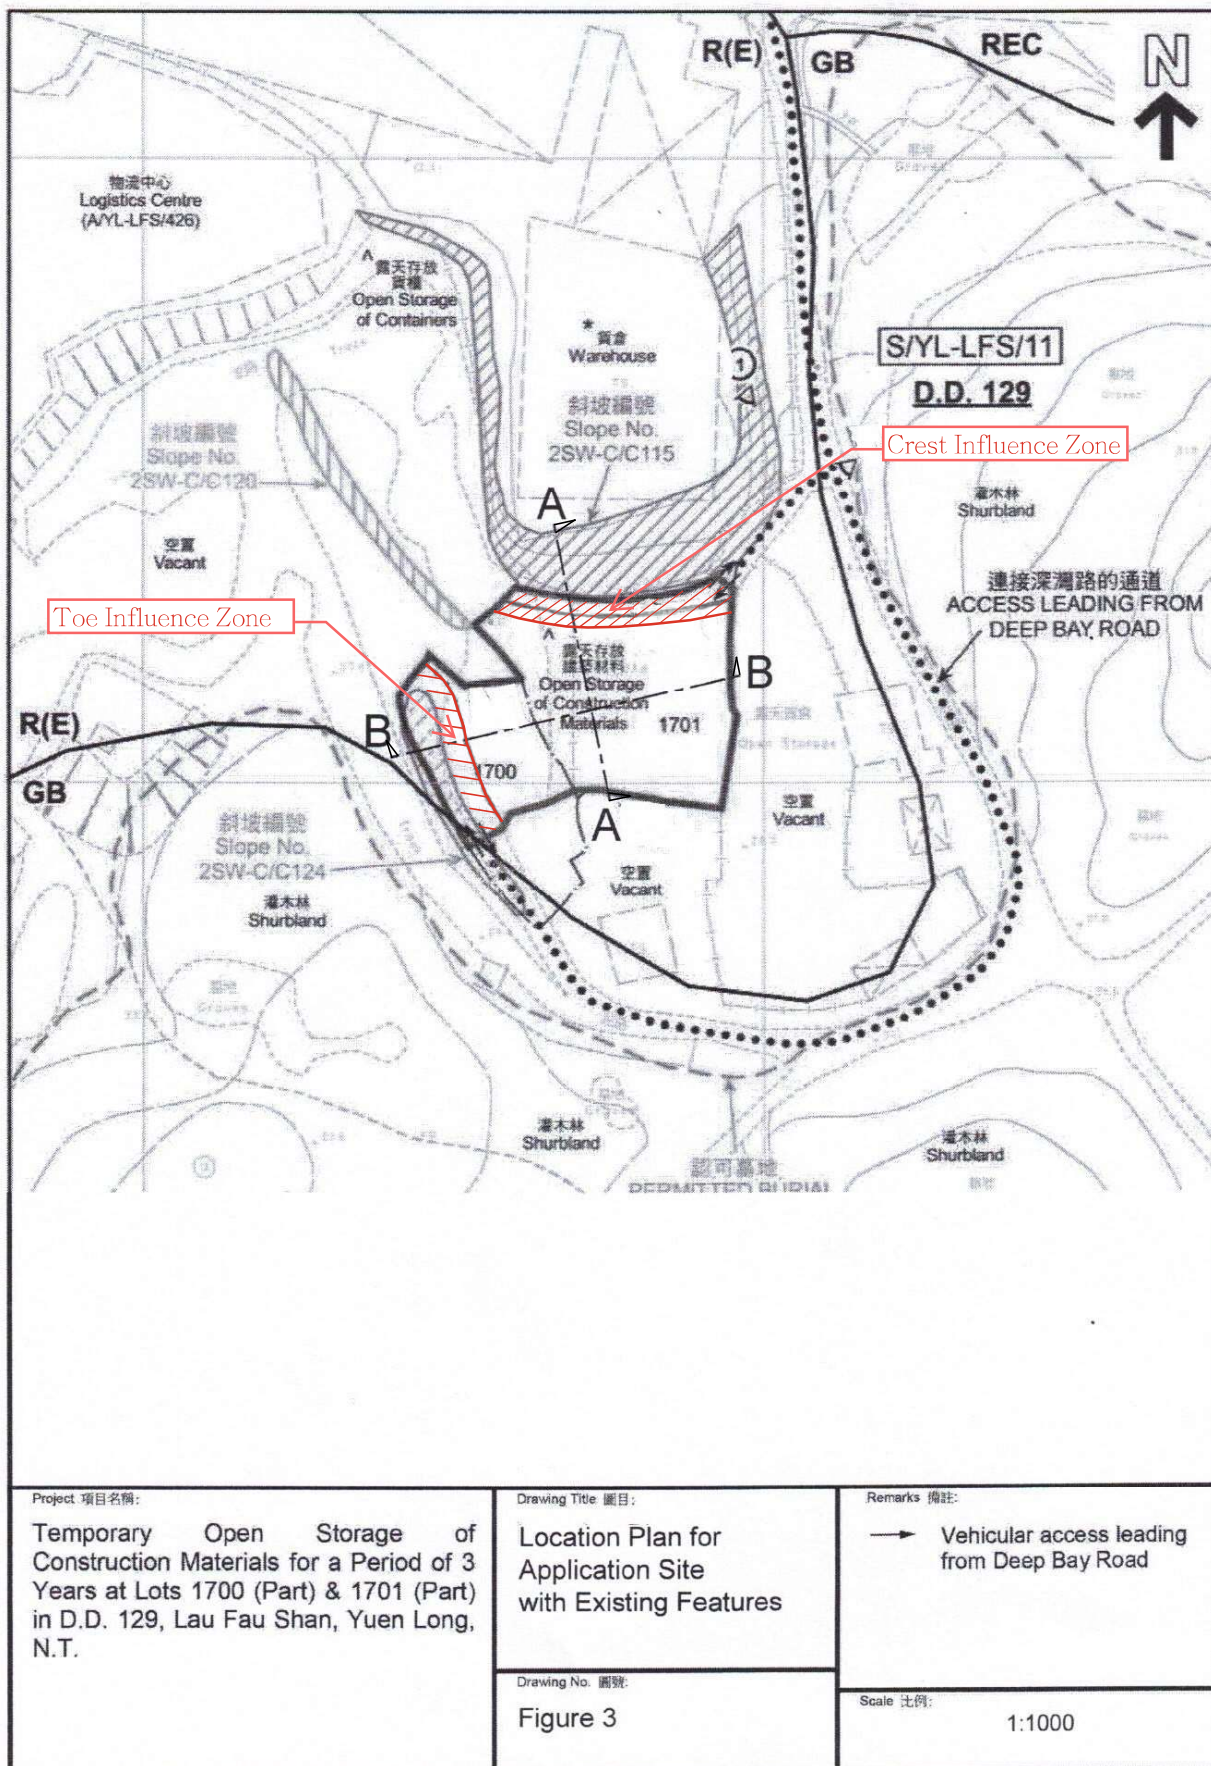 R(E)
GB
REC
N
物流中心
Logistics Centre
(A/YL-LFS/426)
^
露天存放
貨櫃
Open Storage
of Containers
*
貨倉
Warehouse
1
斜坡編號
Slope No.
2SW-C/C115
S/YL-LFS/11
D.D. 129
Crest Influence Zone
斜坡編號
Slope No.
2SW-C/C120
空置
Vacant
A
灌木林
Shurbland
連接深灣路的通道
ACCESS LEADING FROM
DEEP BAY ROAD
Toe Influence Zone
^
露天存放
建築材料
Open Storage
of Construction
Materials
B
1701
R(E)
B
1700
GB
Open Storage
A
空置
Vacant
斜坡編號
Slope No.
2SW-C/C124
灌木林
Shurbland
空置
Vacant
墓地
Graves
灌木林
Shurbland
灌木林
Shurbland
認可墓地
PERMITTED BURIAL
Project 項目名稱:
Temporary Open Storage of
Construction Materials for a Period of 3
Years at Lots 1700 (Part) & 1701 (Part)
in D.D. 129, Lau Fau Shan, Yuen Long,
N.T.
Drawing Title 圖目:
Location Plan for
Application Site
with Existing Features
Drawing No. 圖號:
Figure 3
Remarks 備註:
Vehicular access leading
from Deep Bay Road
Scale 比例:
1:1000